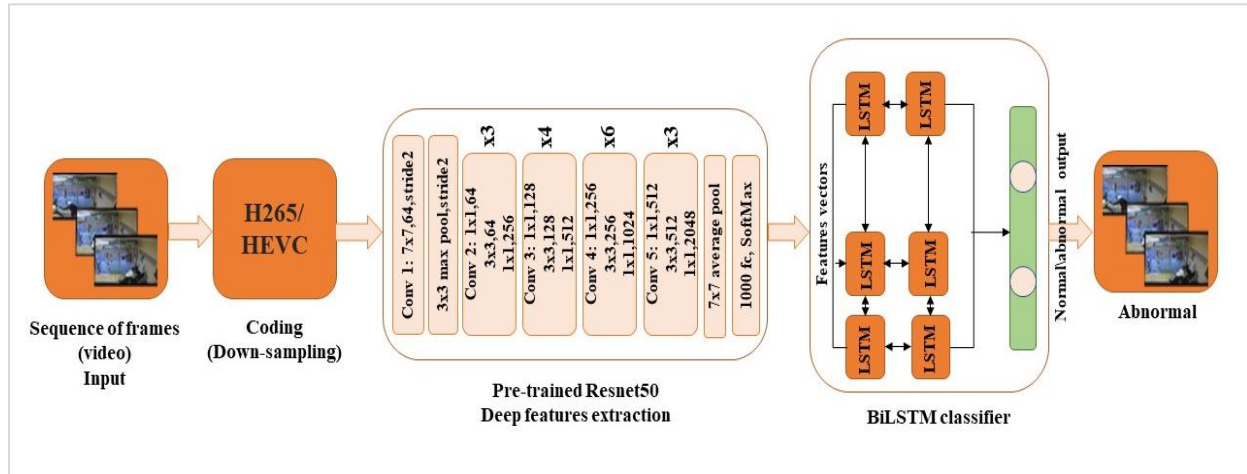 H265/
HEVC
Sequence of frames
(video)
Input
Coding
(Down-sampling)
Conv 1: 7x7,64,stride2
3x3 max pool,stride2
x3
Conv 2: 1x1,64
3x3,64
1x1,256
x4
Conv 3: 1x1,128
3x3,128
1x1,512
x6
Conv 4: 1x1,256
3x3,256
1x1,1024
x3
Conv 5: 1x1,512
3x3,512
1x1,2048
7x7 average pool
1000 fc, SoftMax
Pre-trained Resnet50
Deep features extraction
Features vectors
LSTM
LSTM
LSTM
LSTM
LSTM
LSTM
BiLSTM classifier
Normal\abnormal output
Abnormal